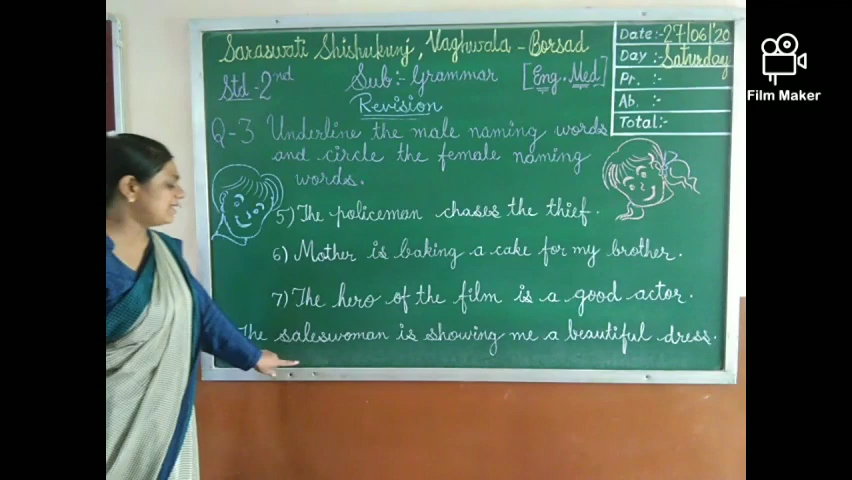 Saraswati Shishukunj, Vaghwala - Borsad
Date:- 27/06/'20
Day :- Saturday
Pr. :-
Ab. :-
Total:-
Std - 2nd Sub:- Grammar [Eng. Med]
Revision
Q-3 Underline the male naming words
and circle the female naming
words.
5) The policeman chases the thief.
6) Mother is baking a cake for my brother.
7) The hero of the film is a good actor.
The saleswoman is showing me a beautiful dress.
Film Maker